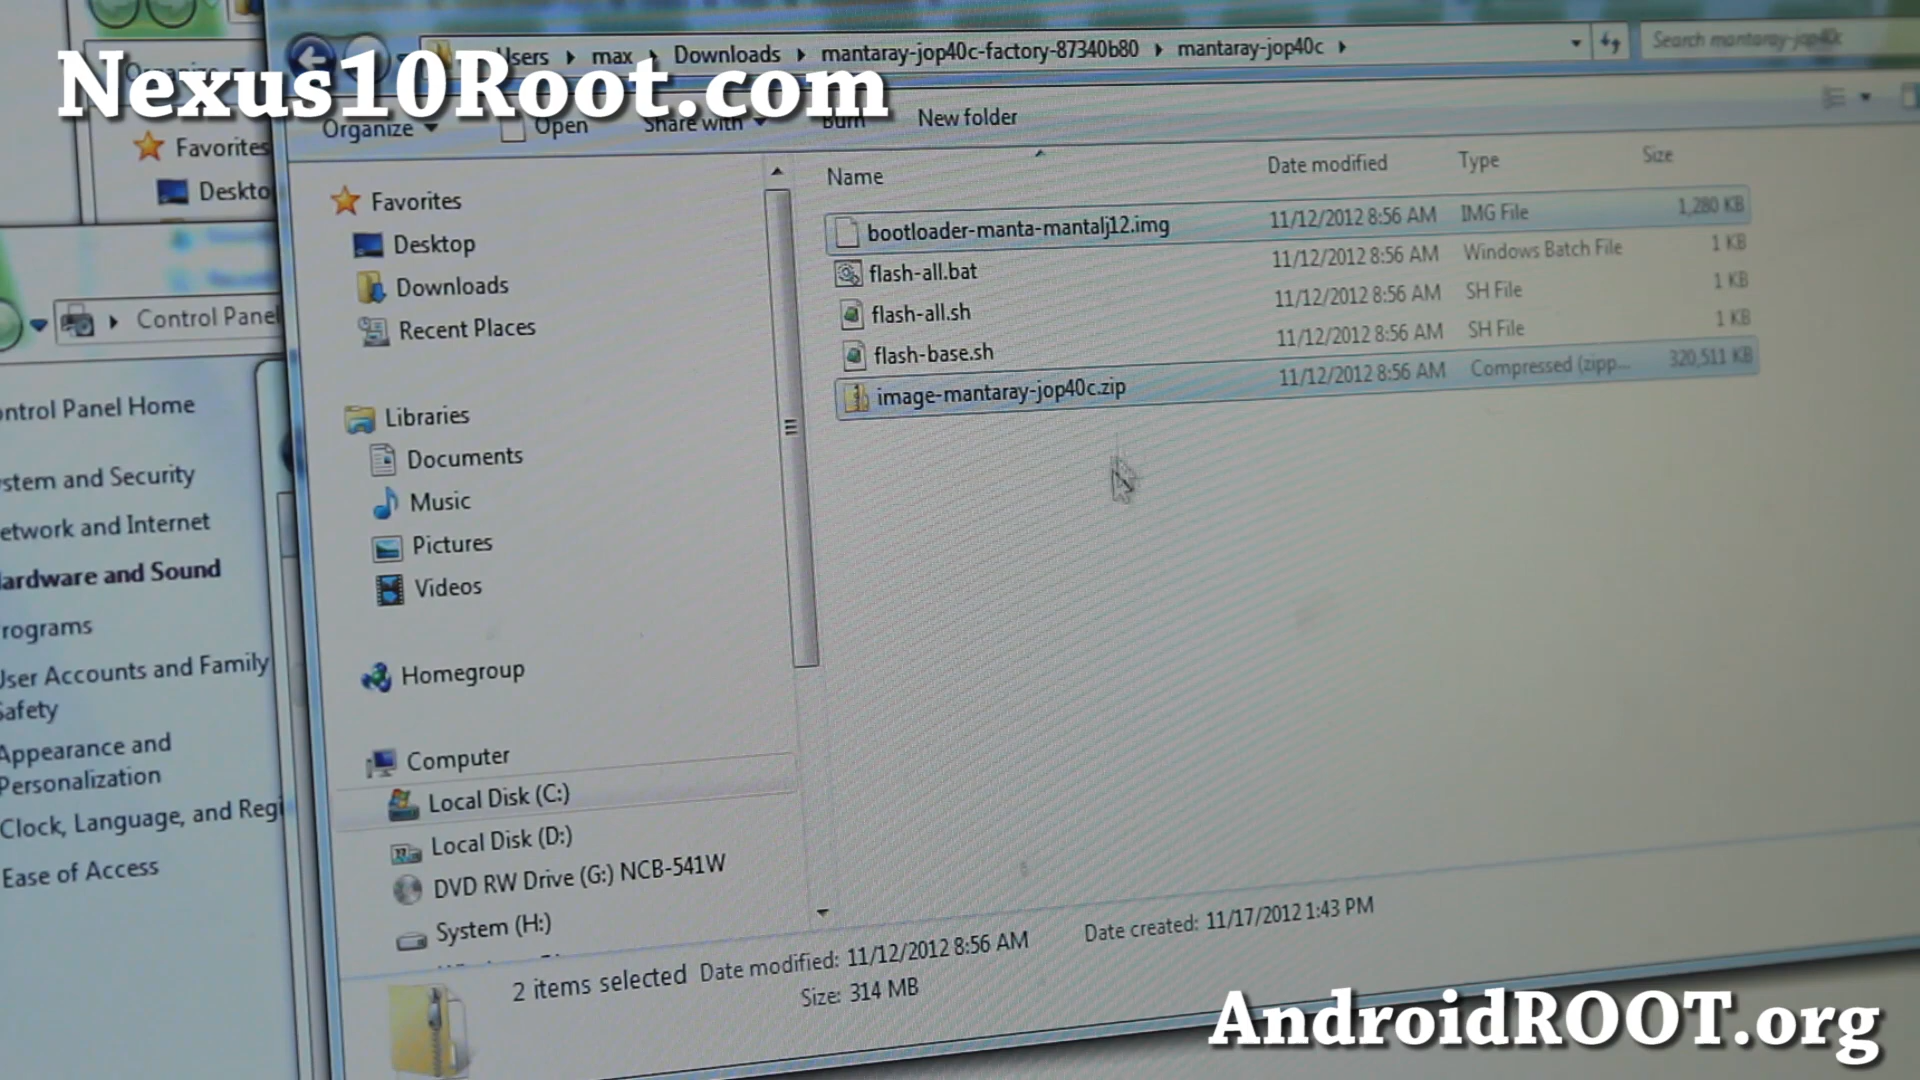 Nexus10Root.com
Users max Downloads mantaray-jop40c-factory-87340b80 mantaray-jop40c
Search mantaray-jop40c
Organize Open Share with Burn New folder
Favorites
Deskto
Control Panel
ontrol Panel Home
stem and Security
etwork and Internet
ardware and Sound
rograms
User Accounts and Family
Safety
Appearance and
Personalization
Clock, Language, and Regi
Ease of Access
Favorites
Desktop
Downloads
Recent Places
Libraries
Documents
Music
Pictures
Videos
Homegroup
Computer
Local Disk (C:)
Local Disk (D:)
DVD RW Drive (G:) NCB-541W
System (H:)
Name Date modified Type Size
bootloader-manta-mantalj12.img 11/12/2012 8:56 AM IMG File 1,280 KB
flash-all.bat 11/12/2012 8:56 AM Windows Batch File 1 KB
flash-all.sh 11/12/2012 8:56 AM SH File 1 KB
flash-base.sh 11/12/2012 8:56 AM SH File 1 KB
image-mantaray-jop40c.zip 11/12/2012 8:56 AM Compressed (zipp... 320,511 KB
2 items selected Date modified: 11/12/2012 8:56 AM Date created: 11/17/2012 1:43 PM
Size: 314 MB
AndroidROOT.org